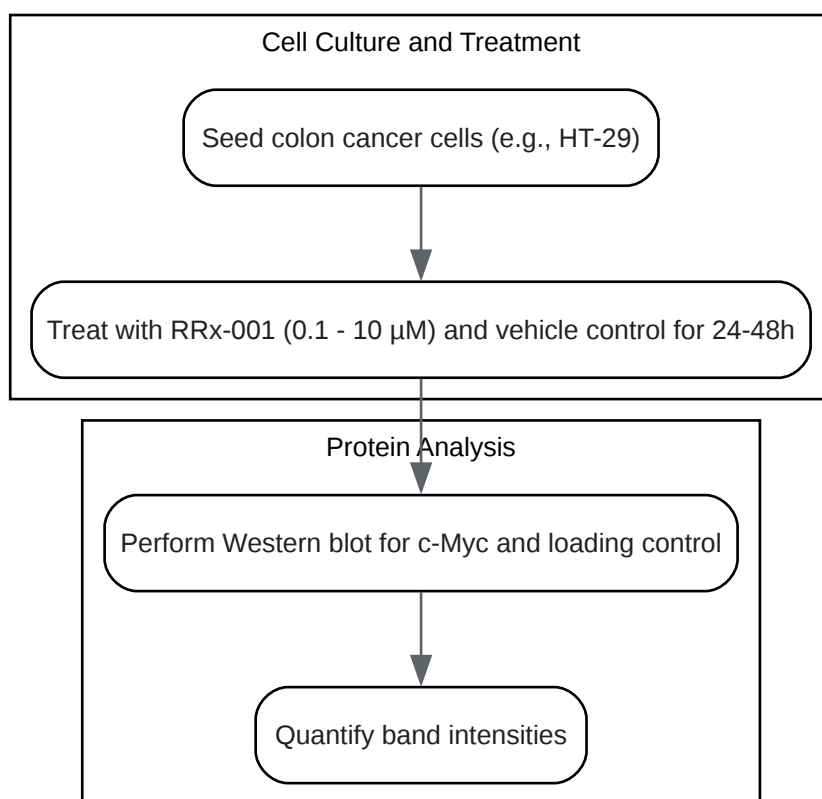 Cell Culture and Treatment
Seed colon cancer cells (e.g., HT-29)
Treat with RRx-001 (0.1 - 10 µM) and vehicle control for 24-48h
Protein Analysis
Perform Western blot for c-Myc and loading control
Quantify band intensities